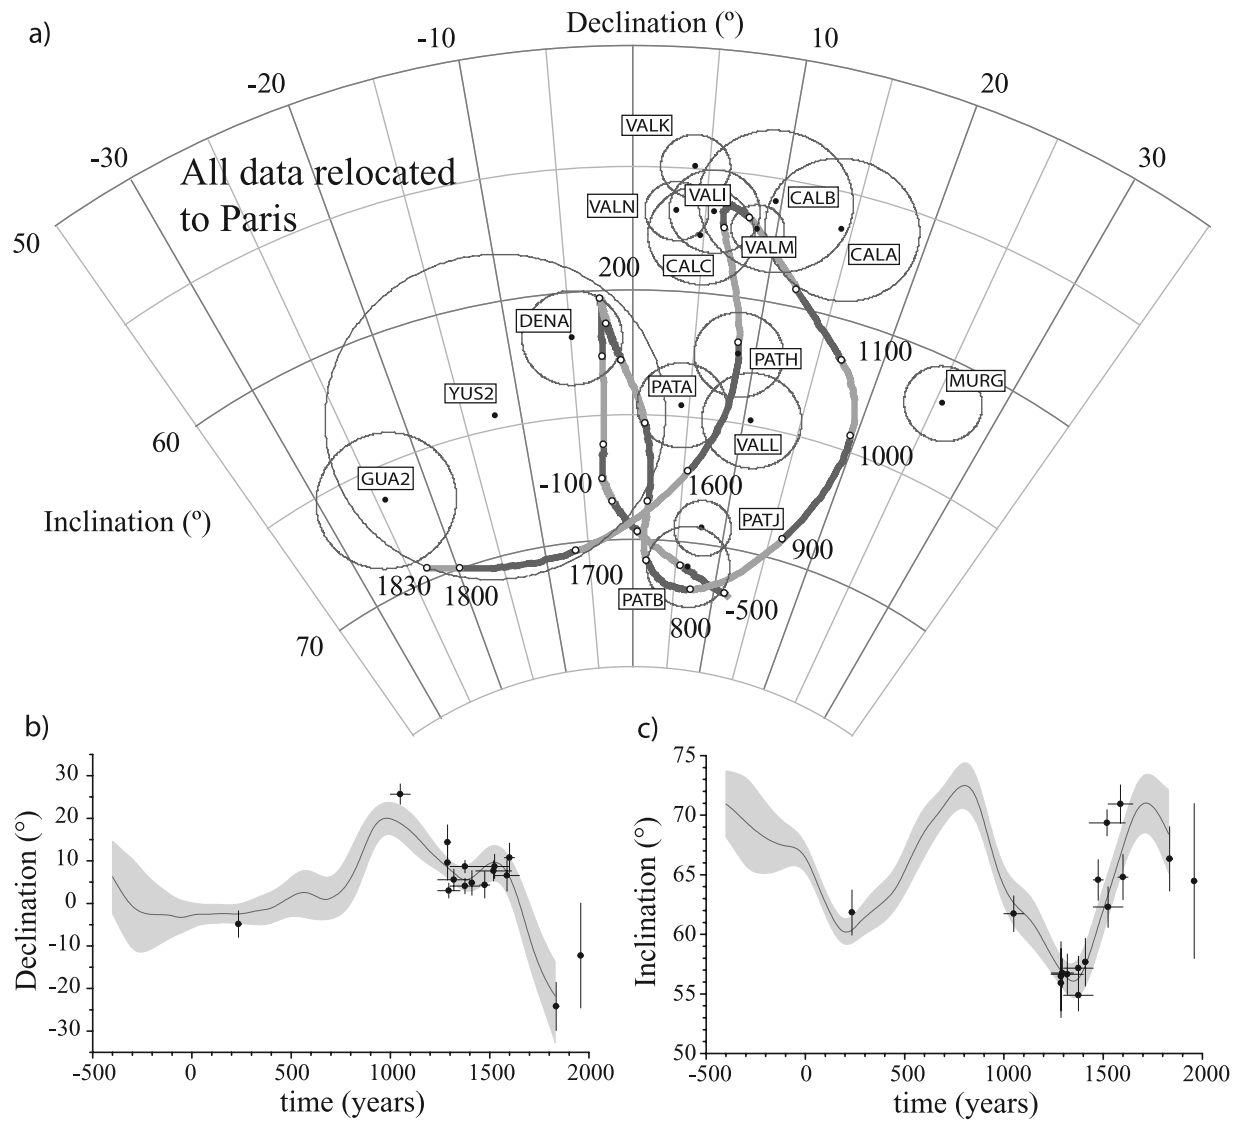 a)
Declination (º)
-10
10
-20
20
-30
30
50
60
70
All data relocated
to Paris
VALK
VALN
VALI
CALB
VALM
CALC
CALA
200
DENA
1100
PATH
MURG
YUS2
PATA
VALL
GUA2
-100
1600
1000
Inclination (º)
PATJ
900
1830
1800
1700
PATB
-500
800
b)
Declination (°)
30
20
10
0
-10
-20
-30
-500
0
500
1000
1500
2000
time (years)
c)
Inclination (°)
75
70
65
60
55
50
-500
0
500
1000
1500
2000
time (years)